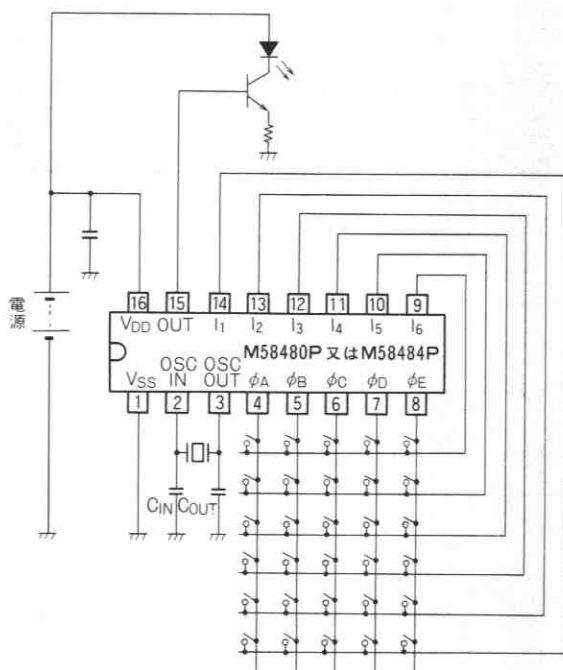 電源
16 15 14 13 12 11 10 9
VDD OUT I1 I2 I3 I4 I5 I6
M58480P 又は M58484P
OSC OSC
VSS IN OUT φA φB φC φD φE
1 2 3 4 5 6 7 8
CIN COUT